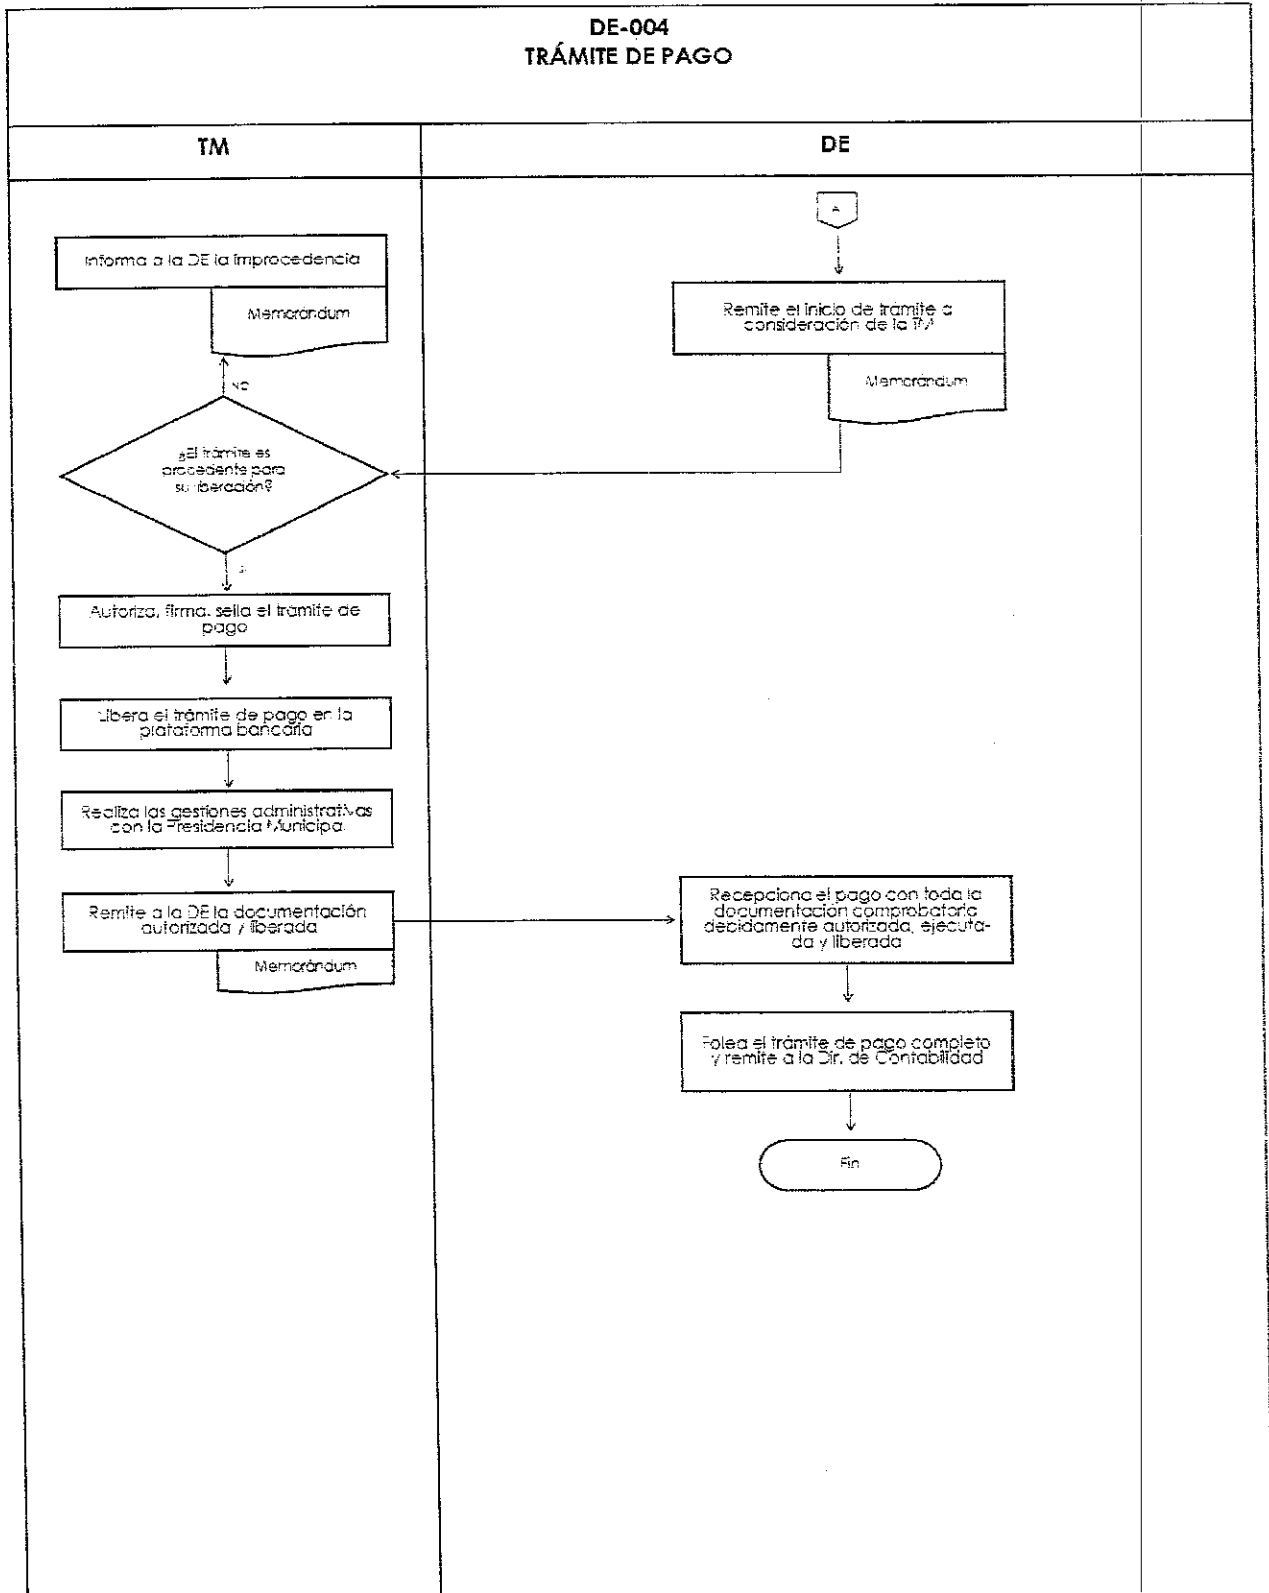 DE-004
TRÁMITE DE PAGO
TM
DE
A
Informa a la DE la improcedencia
Memorándum
Remite el inicio de trámite a
consideración de la TM
Memorándum
NO
¿El trámite es
procedente para
su liberación?
Autoriza, firma, sella el trámite de
pago
Libera el trámite de pago en la
plataforma bancaria
Realiza las gestiones administrativas
con la Presidencia Municipal
Remite a la DE la documentación
autorizada y liberada
Memorándum
Recepciona el pago con toda la
documentación comprobatoria
debidamente autorizada, ejecuta-
da y liberada
Folea el trámite de pago completo
y remite a la Dir. de Contabilidad
Fin